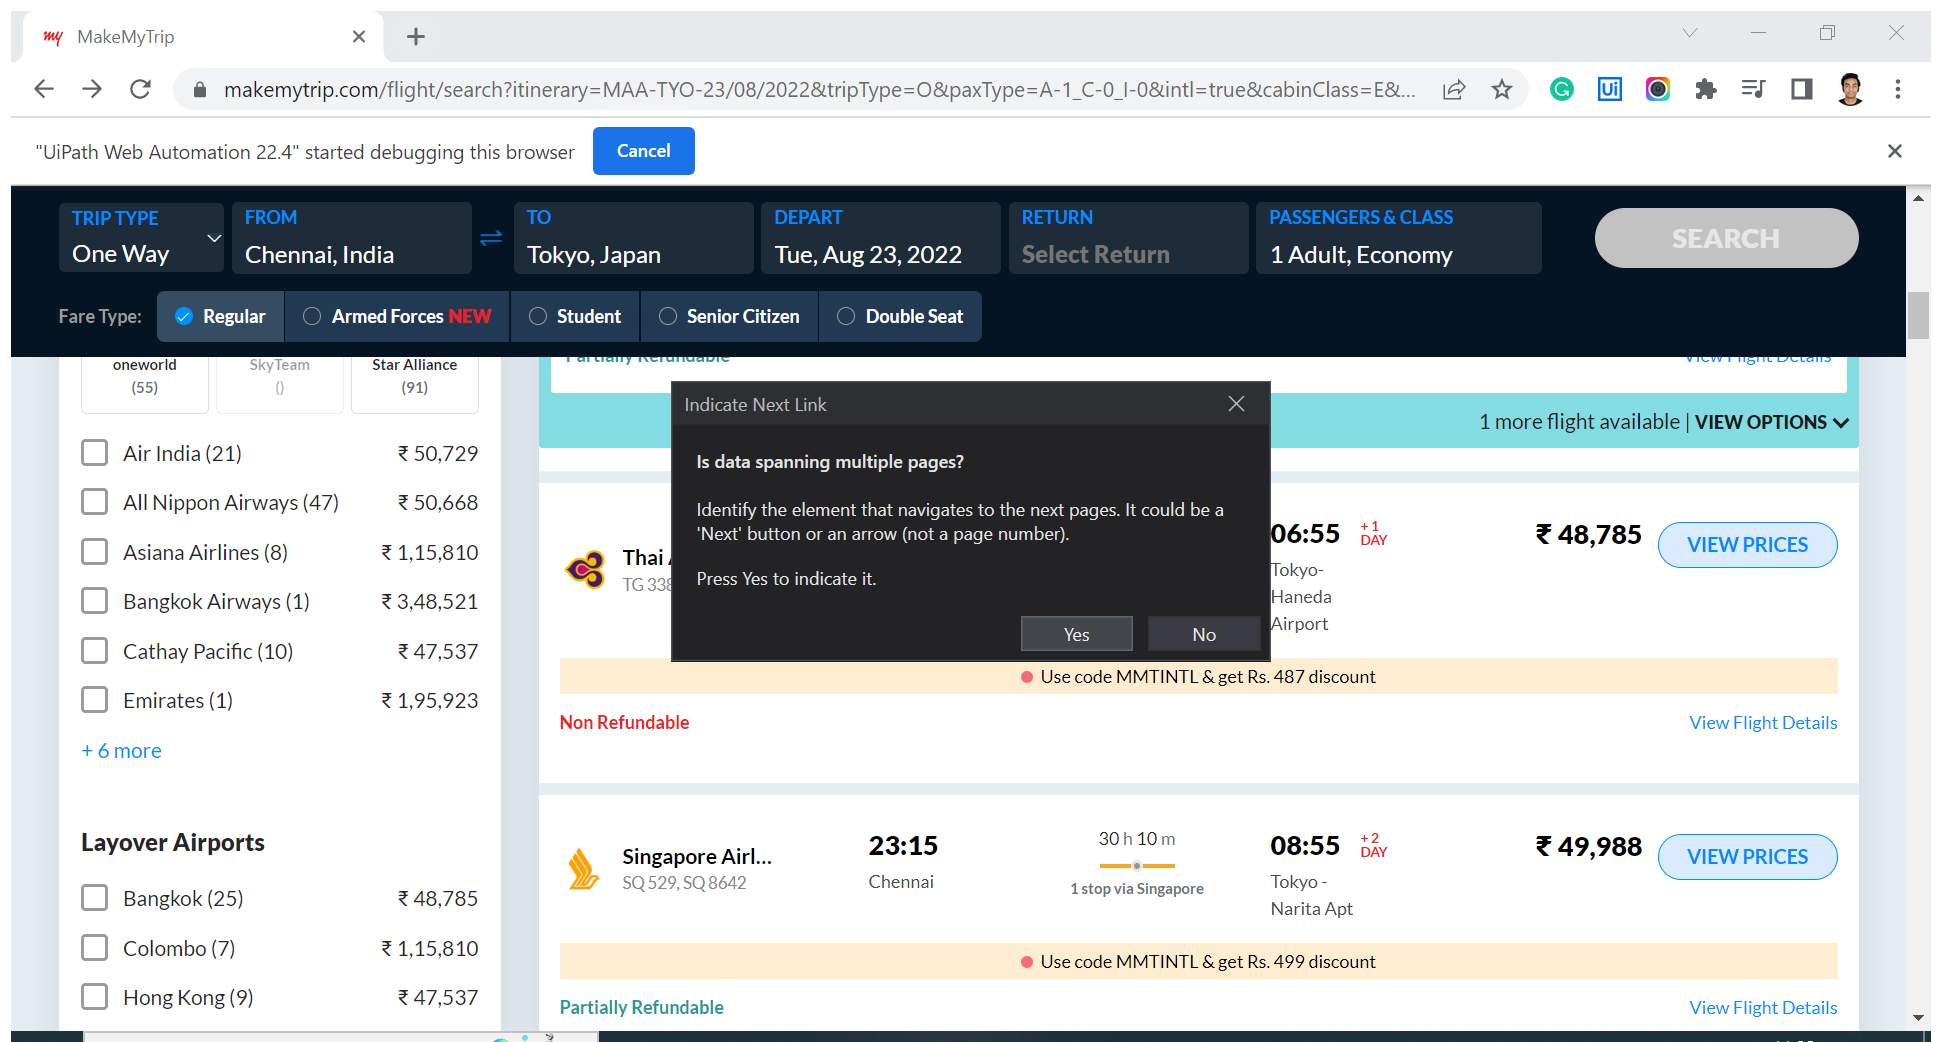 my MakeMyTrip
makemytrip.com/flight/search?itinerary=MAA-TYO-23/08/2022&tripType=O&paxType=A-1_C-0_I-0&intl=true&cabinClass=E&...
G Ui
"UiPath Web Automation 22.4" started debugging this browser Cancel
TRIP TYPE FROM TO DEPART RETURN PASSENGERS & CLASS
One Way Chennai, India Tokyo, Japan Tue, Aug 23, 2022 Select Return 1 Adult, Economy SEARCH
Fare Type: Regular Armed Forces NEW Student Senior Citizen Double Seat
oneworld SkyTeam Star Alliance
(55) () (91)
Air India (21) ₹ 50,729
All Nippon Airways (47) ₹ 50,668
Asiana Airlines (8) ₹ 1,15,810
Bangkok Airways (1) ₹ 3,48,521
Cathay Pacific (10) ₹ 47,537
Emirates (1) ₹ 1,95,923
+ 6 more
Layover Airports
Bangkok (25) ₹ 48,785
Colombo (7) ₹ 1,15,810
Hong Kong (9) ₹ 47,537
Partially Refundable View Flight Details
1 more flight available | VIEW OPTIONS
Indicate Next Link
Is data spanning multiple pages?
Identify the element that navigates to the next pages. It could be a
'Next' button or an arrow (not a page number).
Press Yes to indicate it.
Yes No
Thai 06:55 +1 DAY ₹ 48,785 VIEW PRICES
TG 338
Tokyo-
Haneda
Airport
Use code MMTINTL & get Rs. 487 discount
Non Refundable View Flight Details
Singapore Airl... 23:15 30 h 10 m 08:55 +2 DAY ₹ 49,988 VIEW PRICES
SQ 529, SQ 8642 Chennai 1 stop via Singapore Tokyo -
Narita Apt
Use code MMTINTL & get Rs. 499 discount
Partially Refundable View Flight Details